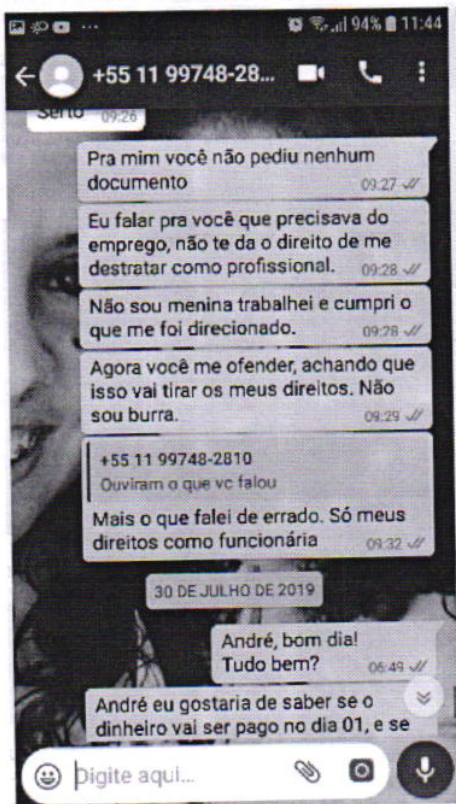 94% 11:44
+55 11 99748-28...
Serto 09:26
Pra mim você não pediu nenhum
documento 09:27
Eu falar pra você que precisava do
emprego, não te da o direito de me
destratar como profissional. 09:28
Não sou menina trabalhei e cumpri o
que me foi direcionado. 09:28
Agora você me ofender, achando que
isso vai tirar os meus direitos. Não
sou burra. 09:29
+55 11 99748-2810
Ouviram o que vc falou
Mais o que falei de errado. Só meus
direitos como funcionária 09:32
30 DE JULHO DE 2019
André, bom dia!
Tudo bem? 06:49
André eu gostaria de saber se o
dinheiro vai ser pago no dia 01, e se
Digite aqui...